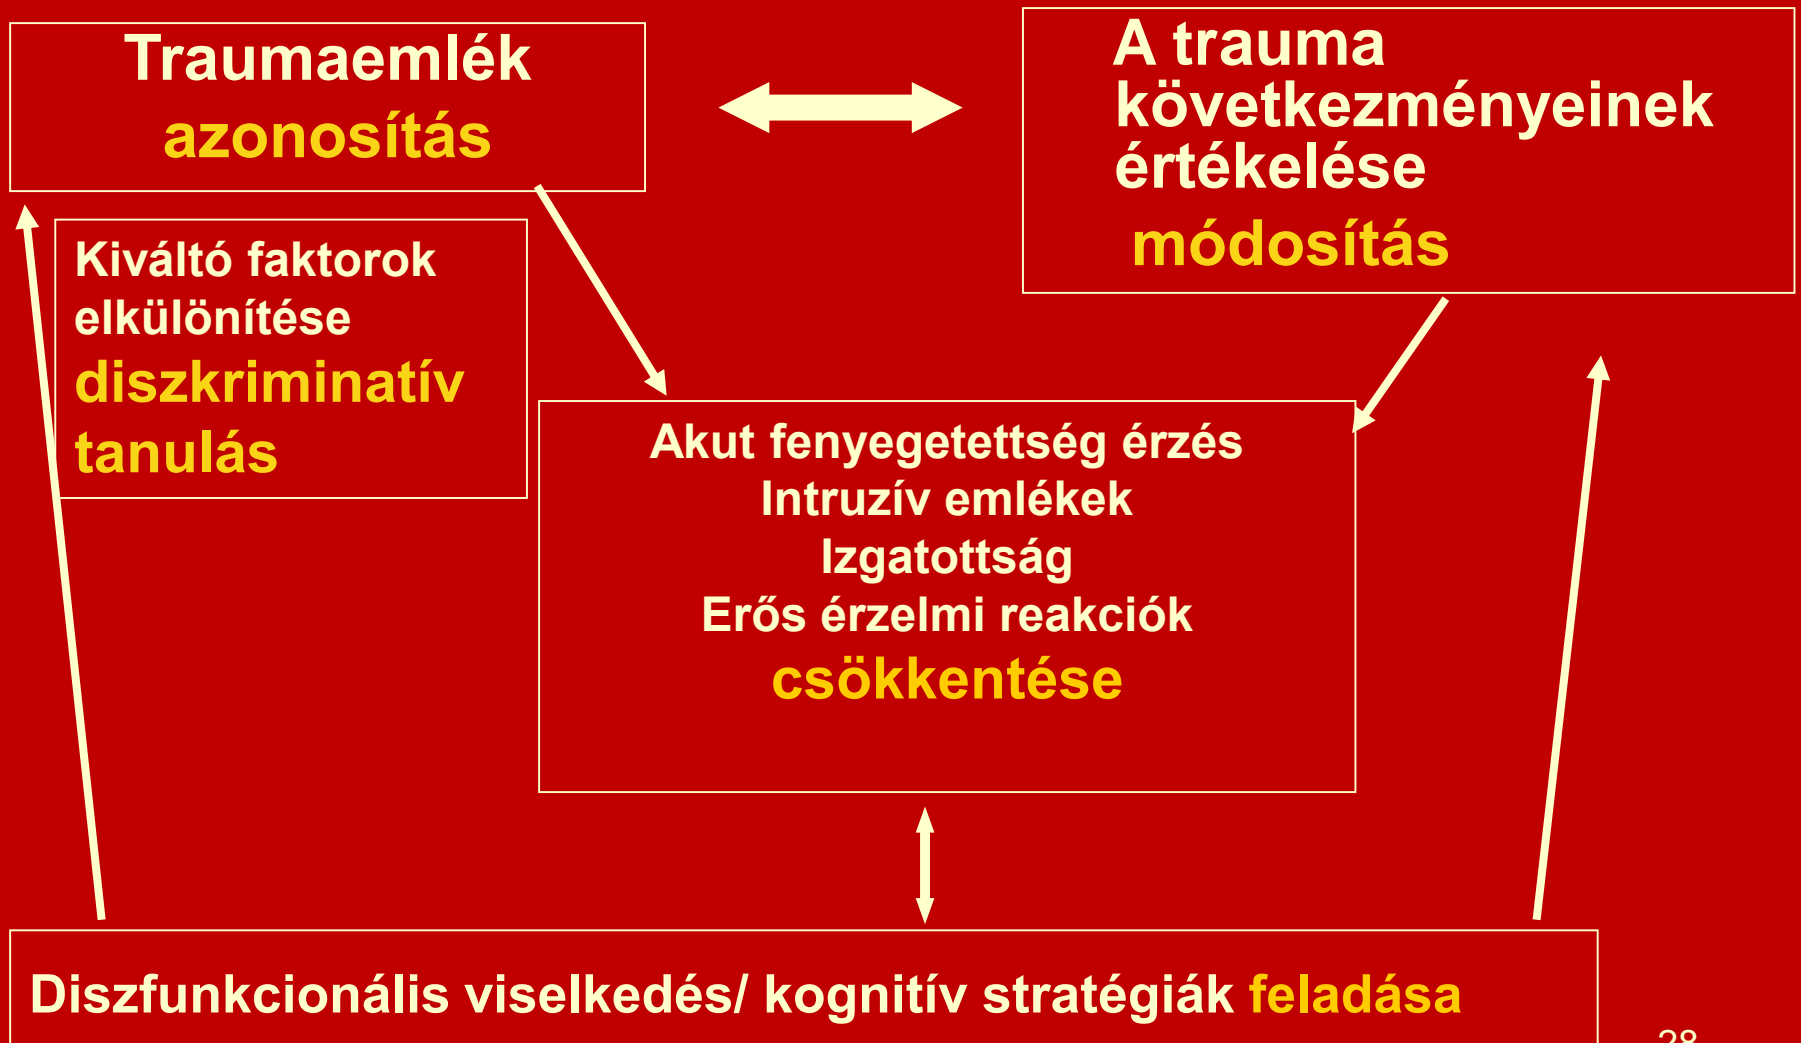 Traumaemlék
azonosítás
A trauma
következményeinek
értékelése
módosítás
Kiváltó faktorok
elkülönítése
diszkriminatív
tanulás
Akut fenyegetettség érzés
Intruzív emlékek
Izgatottság
Erős érzelmi reakciók
csökkentése
Diszfunkcionális viselkedés/ kognitív stratégiák feladása
28